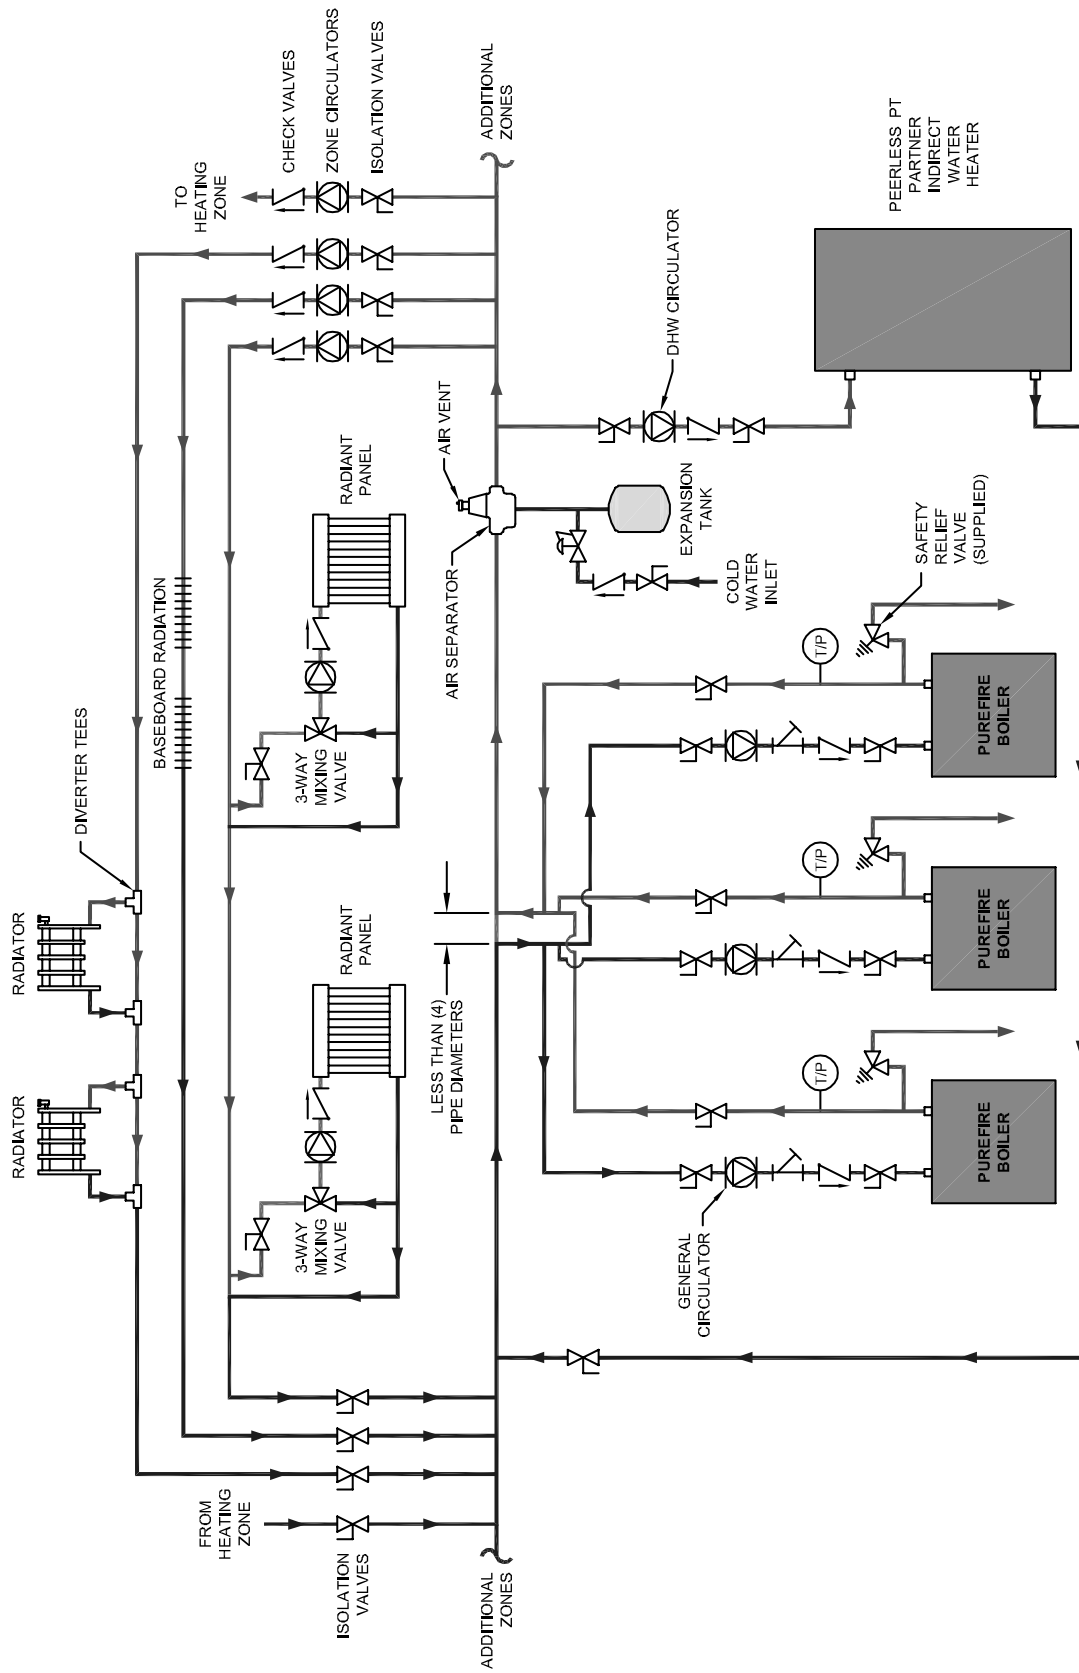 RADIATOR
RADIATOR
DIVERTER TEES
BASEBOARD RADIATION
TO
HEATING
ZONE
CHECK VALVES
ZONE CIRCULATORS
ISOLATION VALVES
ADDITIONAL
ZONES
3-WAY
MIXING
VALVE
RADIANT
PANEL
3-WAY
MIXING
VALVE
RADIANT
PANEL
FROM
HEATING
ZONE
ISOLATION
VALVES
ADDITIONAL
ZONES
LESS THAN (4)
PIPE DIAMETERS
AIR SEPARATOR
AIR VENT
EXPANSION
TANK
COLD
WATER
INLET
DHW CIRCULATOR
PEERLESS PT
PARTNER
INDIRECT
WATER
HEATER
GENERAL
CIRCULATOR
T/P
T/P
T/P
SAFETY
RELIEF
VALVE
(SUPPLIED)
PUREFIRE
BOILER
PUREFIRE
BOILER
PUREFIRE
BOILER